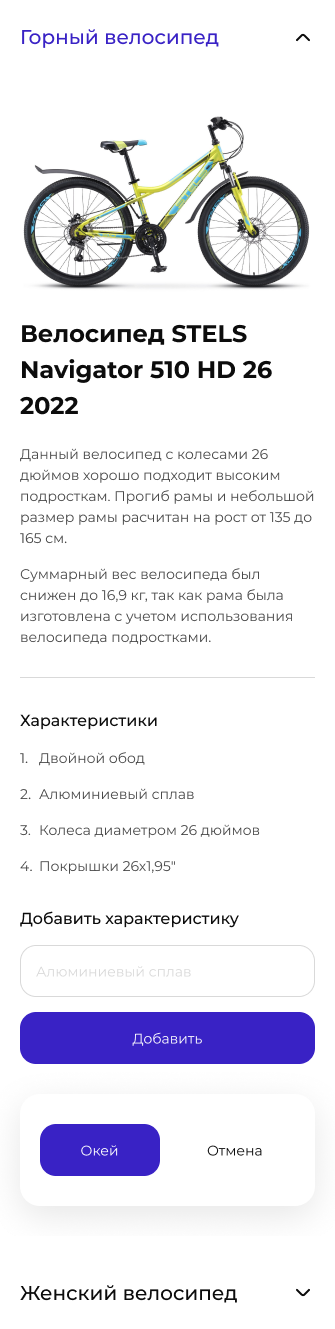 Горный велосипед
Велосипед STELS
Navigator 510 HD 26
2022
Данный велосипед с колесами 26
дюймов хорошо подходит высоким
подросткам. Прогиб рамы и небольшой
размер рамы расчитан на рост от 135 до
165 см.
Суммарный вес велосипеда был
снижен до 16,9 кг, так как рама была
изготовлена с учетом использования
велосипеда подростками.
Характеристики
1. Двойной обод
2. Алюминиевый сплав
3. Колеса диаметром 26 дюймов
4. Покрышки 26x1,95"
Добавить характеристику
Алюминиевый сплав
Добавить
Окей
Отмена
Женский велосипед